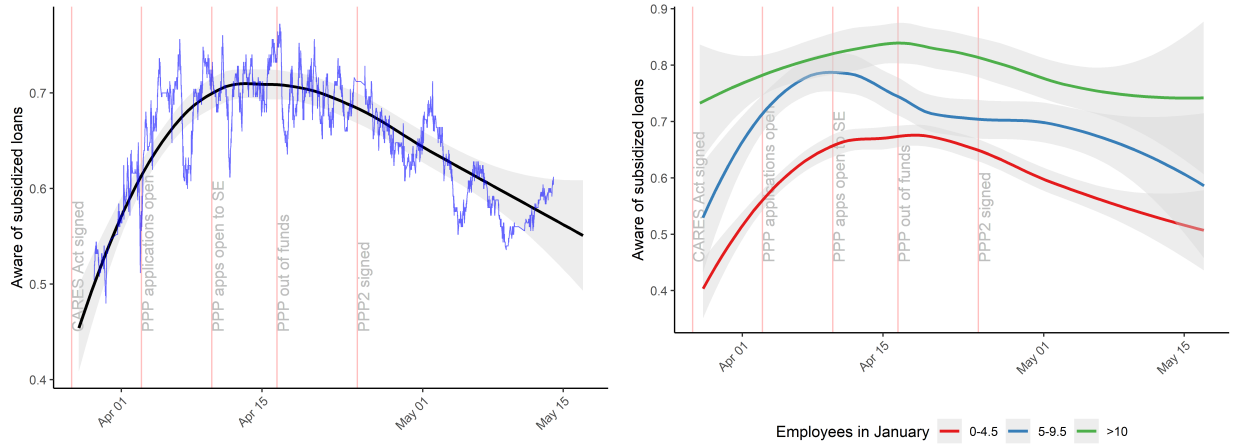 Aware of subsidized loans
0.7
0.6
0.5
0.4
CARES Act signed
PPP applications open
PPP apps open to SE
PPP out of funds
PPP2 signed
Apr 01
Apr 15
May 01
May 15
Aware of subsidized loans
0.9
0.8
0.7
0.6
0.5
0.4
CARES Act signed
PPP applications open
PPP apps open to SE
PPP out of funds
PPP2 signed
Apr 01
Apr 15
May 01
May 15
Employees in January 0-4.5 5-9.5 >10